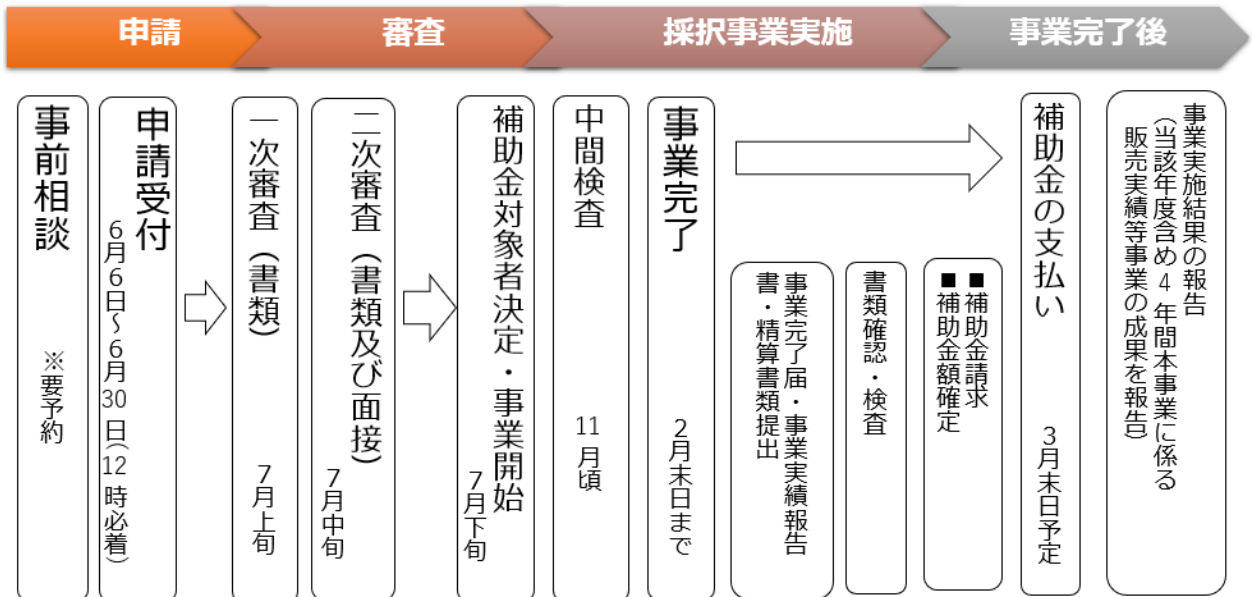 申請
審査
採択事業実施
事業完了後
事前相談
※要予約
申請受付
6月6日～6月30日(12時必着)
一次審査(書類)
7月上旬
二次審査(書類及び面接)
7月中旬
補助金対象者決定・事業開始
7月下旬
中間検査
11月頃
事業完了
2月末日まで
事業完了届・事業実績報告
書・精算書類提出
書類確認・検査
■補助金請求
■補助金額確定
補助金の支払い
3月末日予定
事業実施結果の報告
(当該年度含め4年間本事業に係る
販売実績等事業の成果を報告)